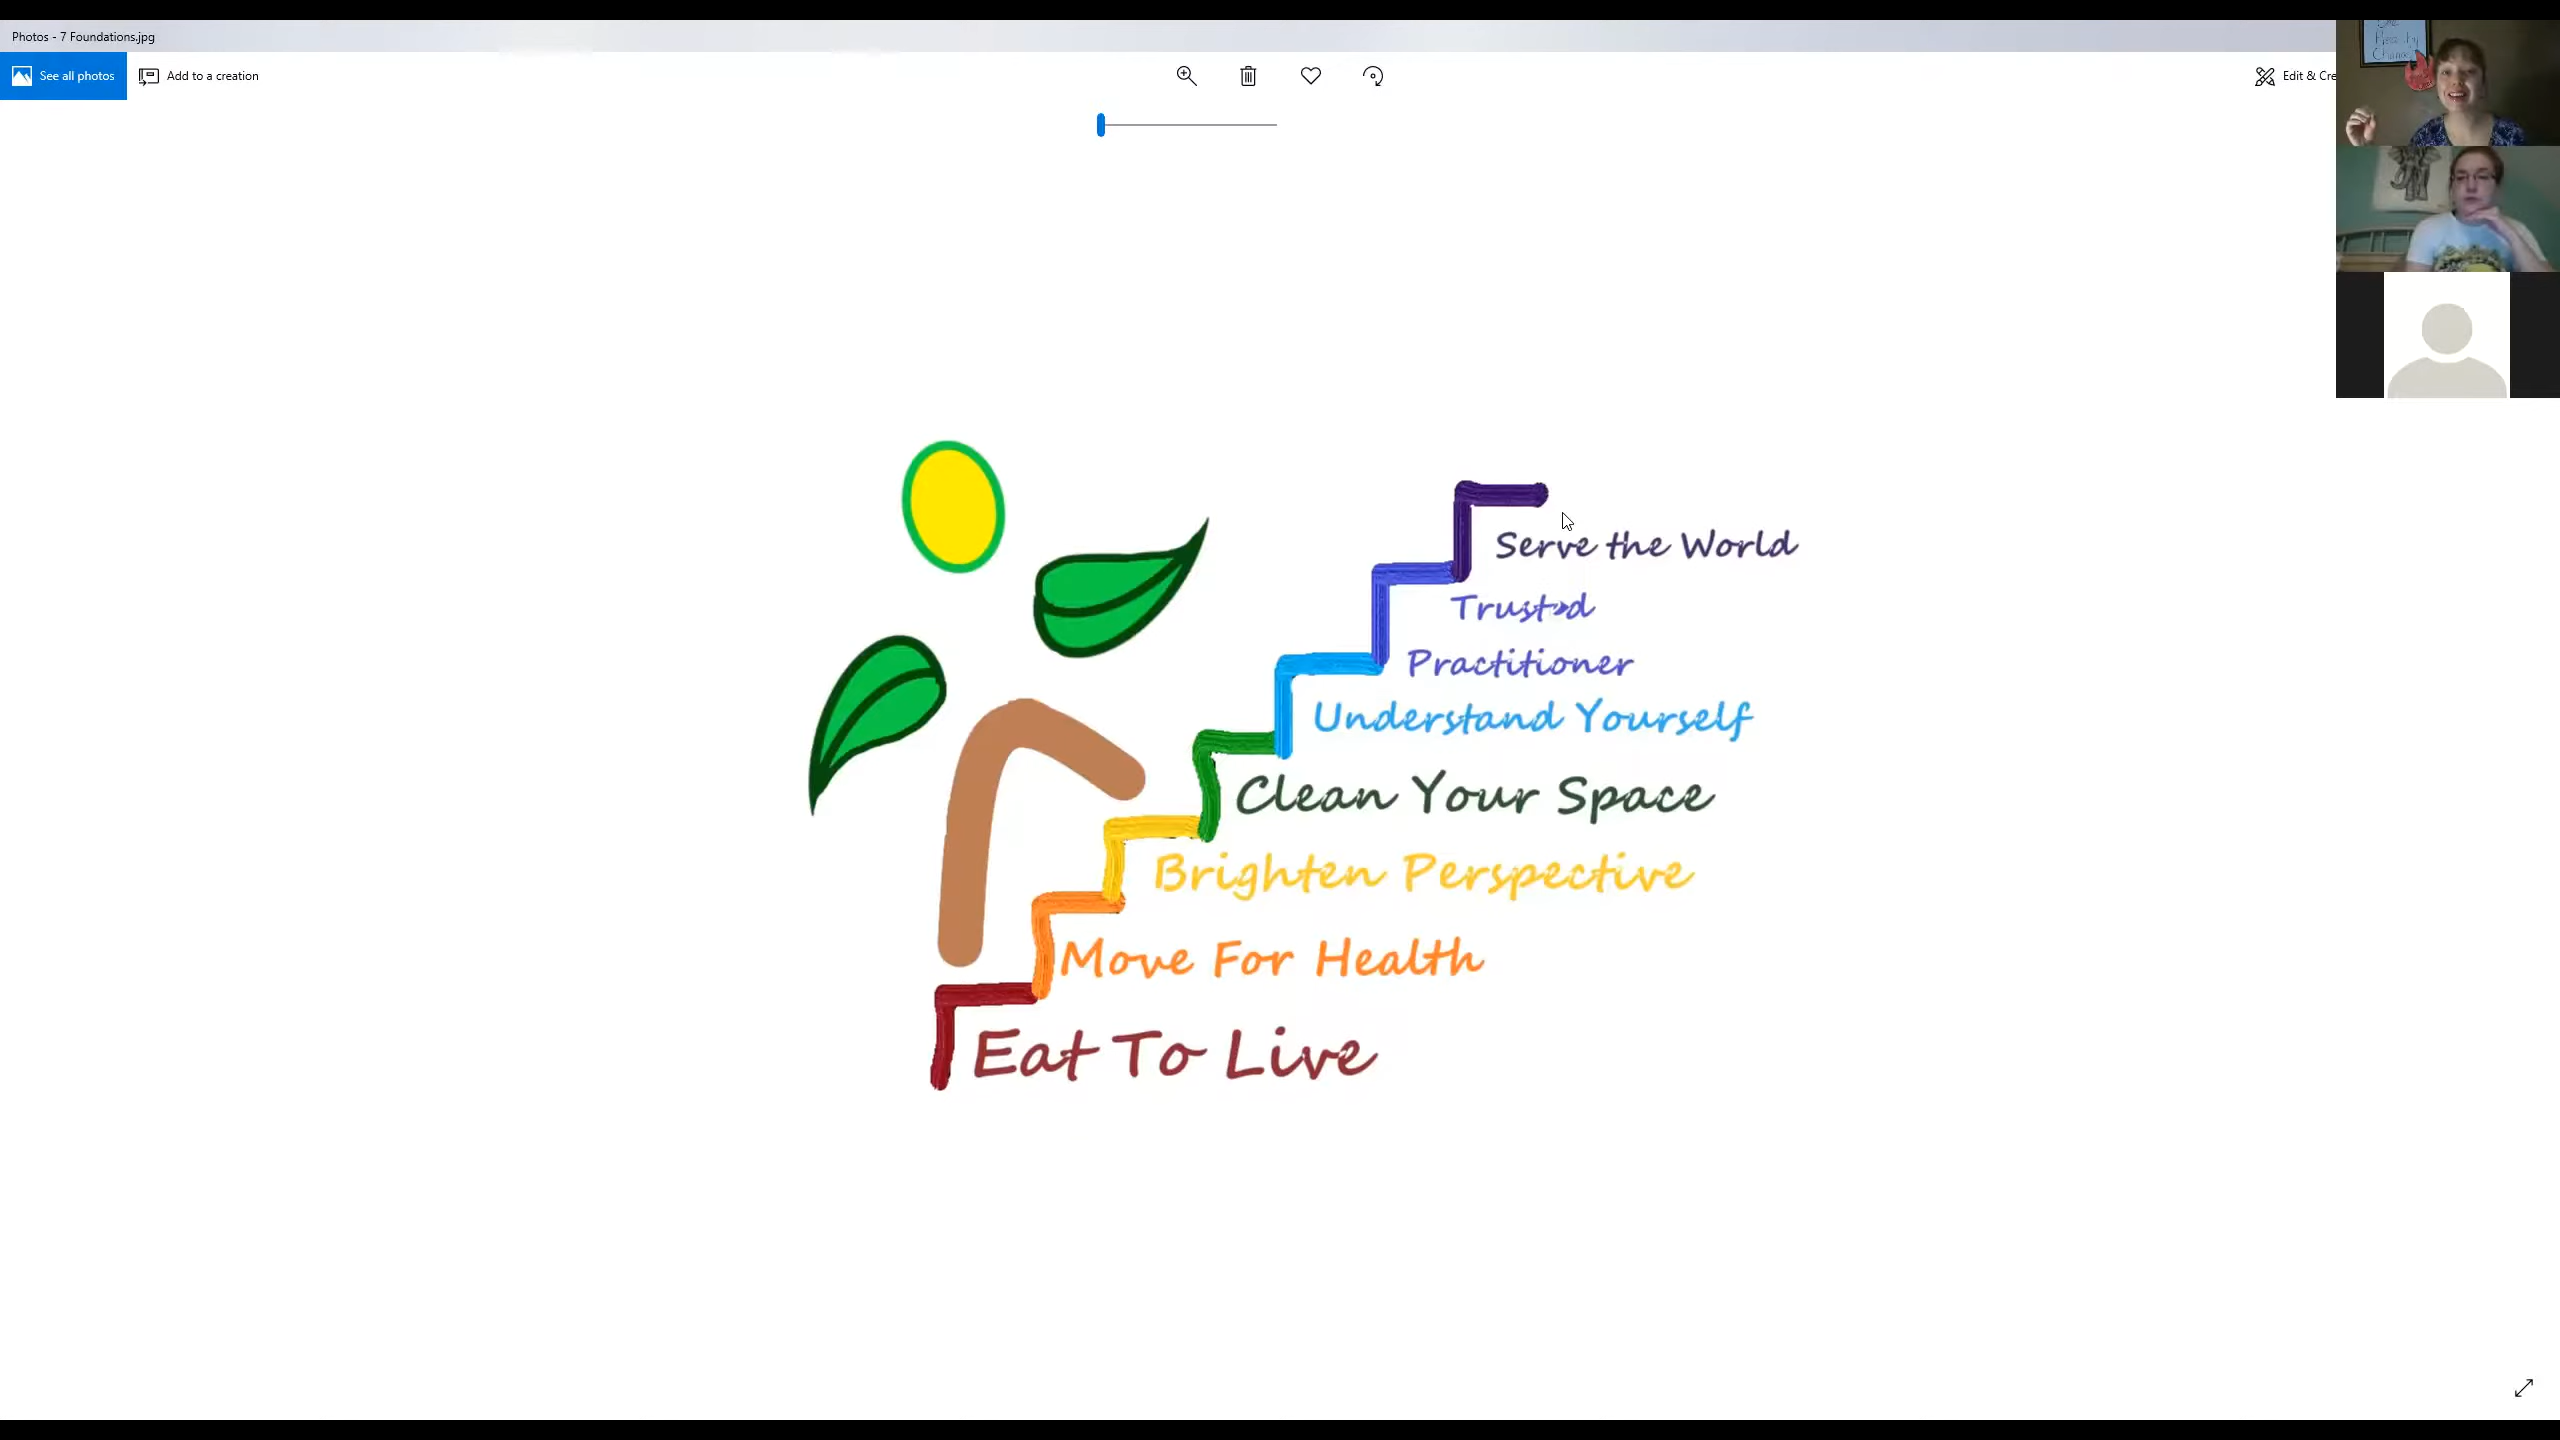 Photos - 7 Foundations.jpg
See all photos
Add to a creation
Edit & Cre
Serve the World
Trusted
Practitioner
Understand Yourself
Clean Your Space
Brighten Perspective
Move For Health
Eat To Live